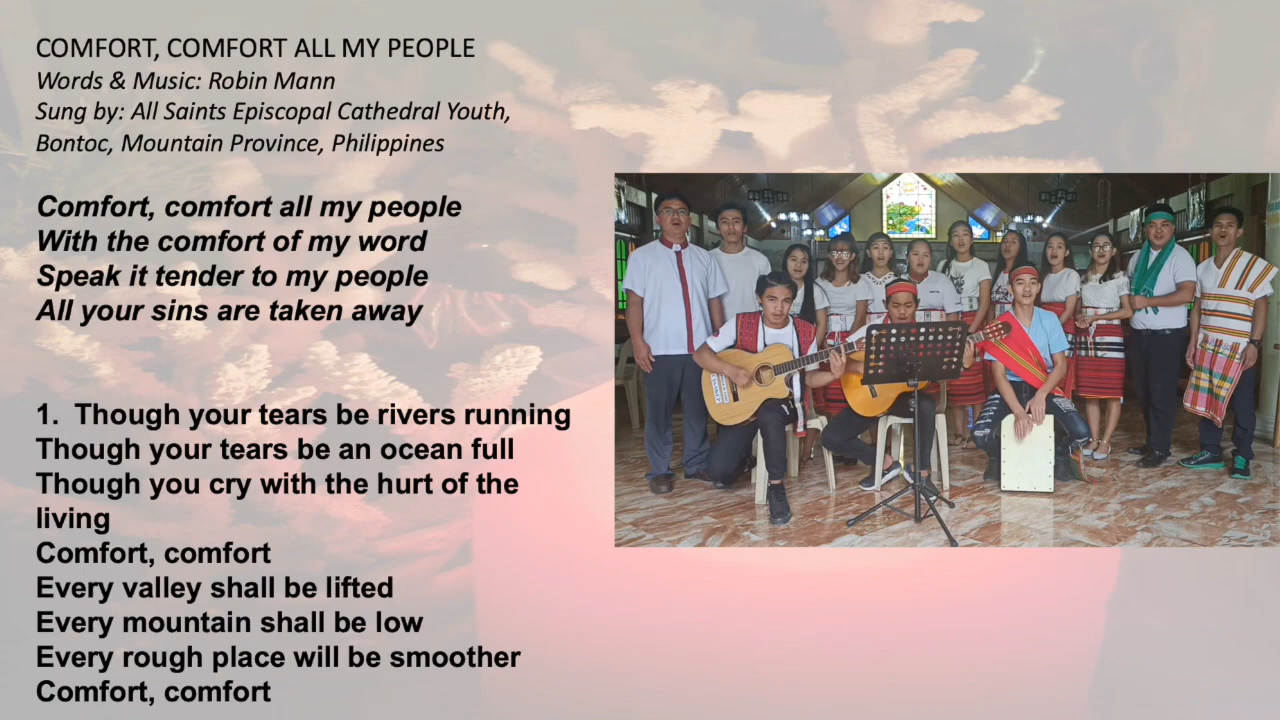 COMFORT, COMFORT ALL MY PEOPLE
Words & Music: Robin Mann
Sung by: All Saints Episcopal Cathedral Youth,
Bontoc, Mountain Province, Philippines
Comfort, comfort all my people
With the comfort of my word
Speak it tender to my people
All your sins are taken away
1. Though your tears be rivers running
Though your tears be an ocean full
Though you cry with the hurt of the
living
Comfort, comfort
Every valley shall be lifted
Every mountain shall be low
Every rough place will be smoother
Comfort, comfort